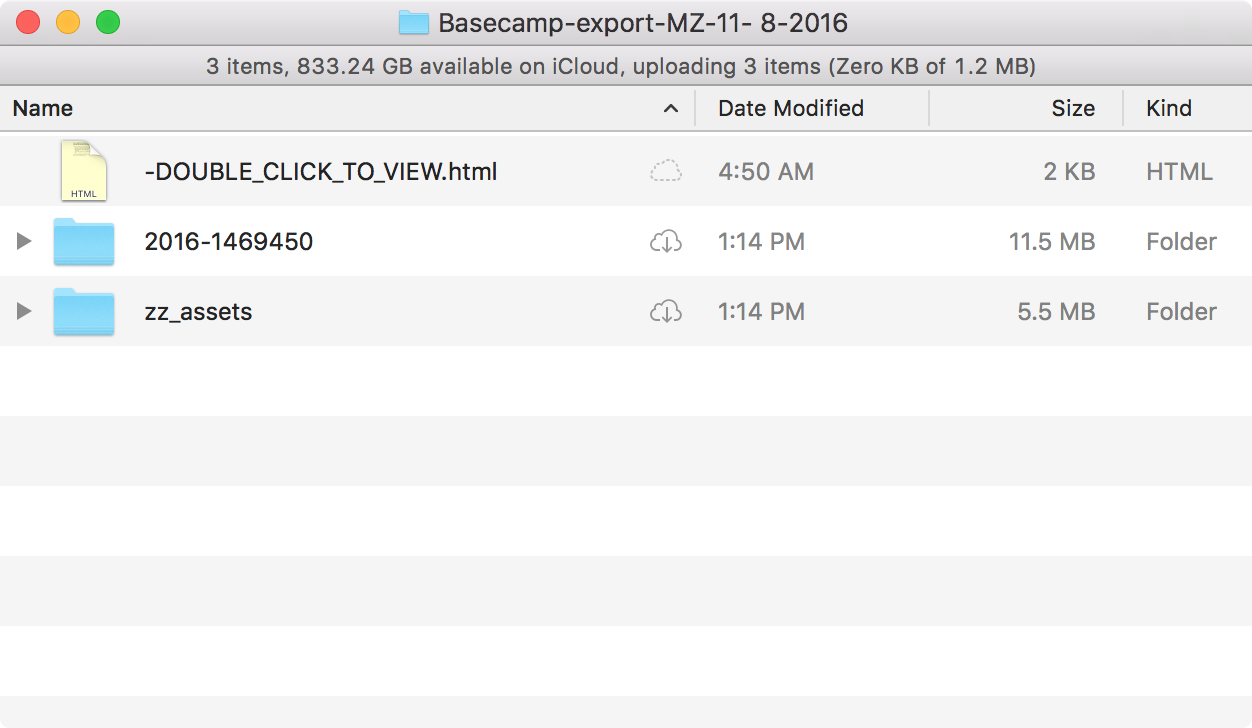 Basecamp-export-MZ-11- 8-2016
3 items, 833.24 GB available on iCloud, uploading 3 items (Zero KB of 1.2 MB)
Name Date Modified Size Kind
HTML -DOUBLE_CLICK_TO_VIEW.html 4:50 AM 2 KB HTML
2016-1469450 1:14 PM 11.5 MB Folder
zz_assets 1:14 PM 5.5 MB Folder